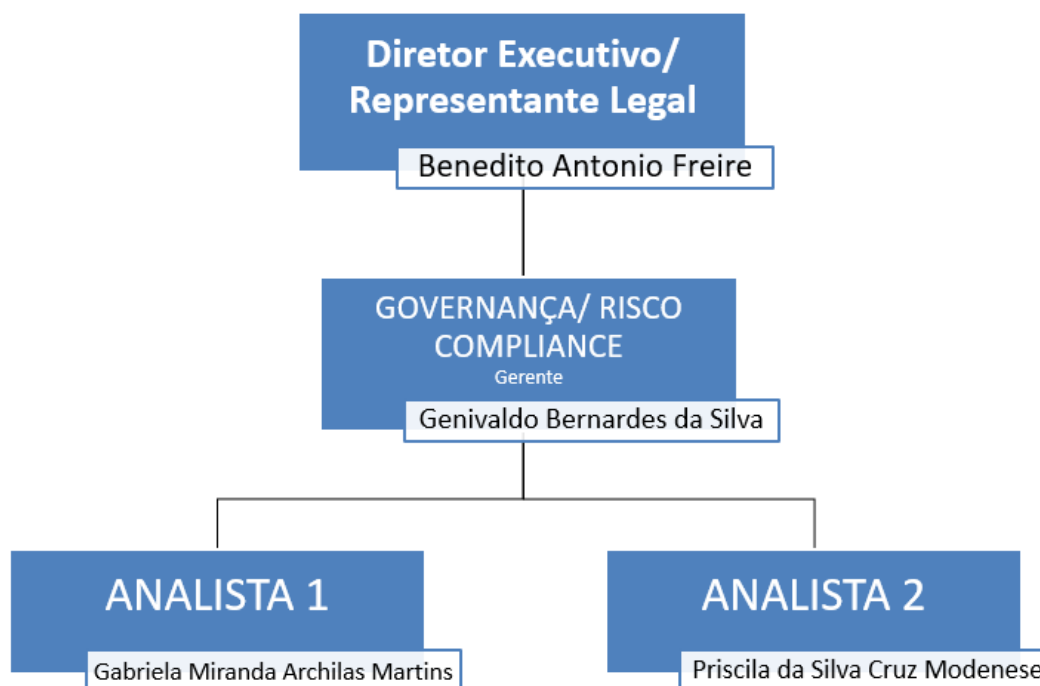 Diretor Executivo/
Representante Legal
Benedito Antonio Freire
GOVERNANÇA/ RISCO
COMPLIANCE
Gerente
Genivaldo Bernardes da Silva
ANALISTA 1
Gabriela Miranda Archilas Martins
ANALISTA 2
Priscila da Silva Cruz Modenese